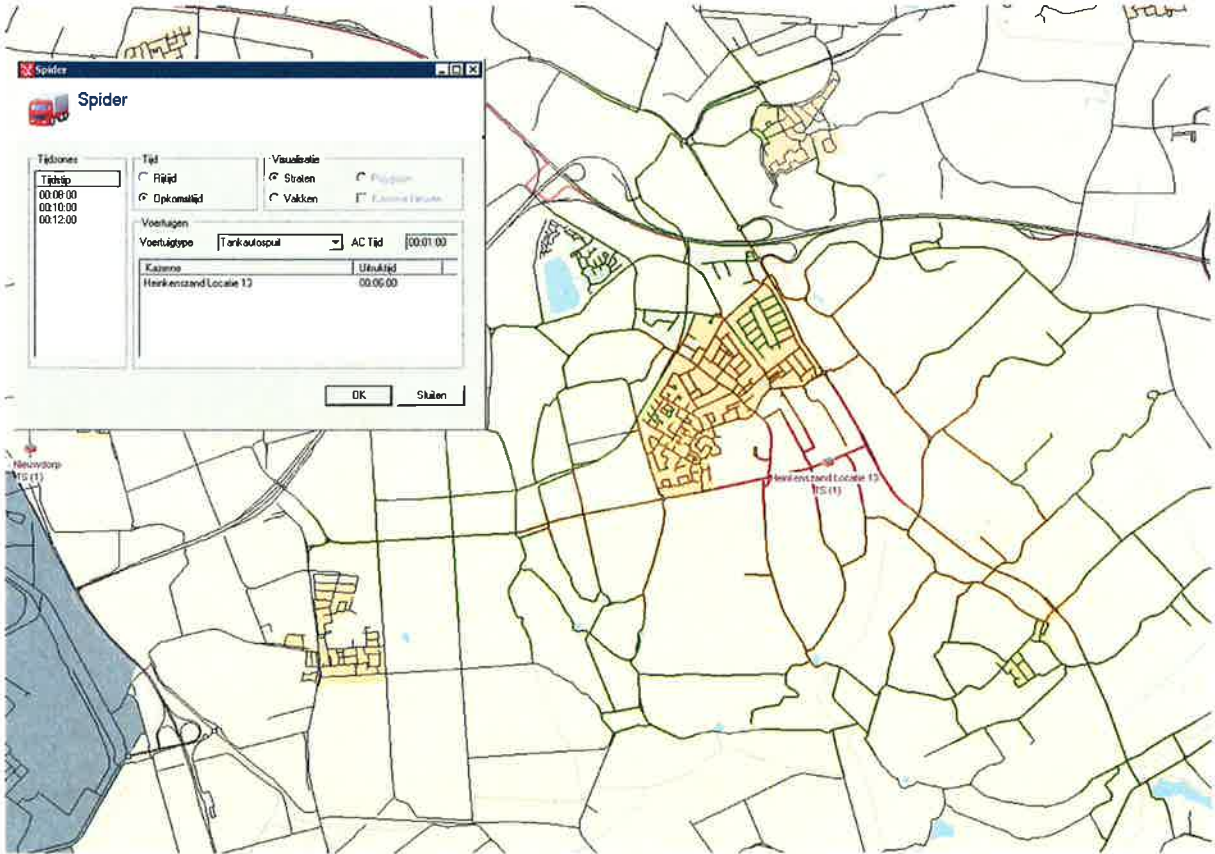 Spider
Spider
Tijdzones
Tijdstip
00:08:00
00:10:00
00:12:00
Tijd
Rijtijd
Opkomsttijd
Visualisatie
Straten
Vakken
Polygoon
Voertuigen
Voertuigtype
Tankautospuit
AC Tijd
00:01:00
Kazerne
Uitruktijd
Heinkenszand Locatie 13
00:06:00
OK
Sluiten
Nieuwdorp
TS (1)
Heinkenszand Locatie 13
TS (1)